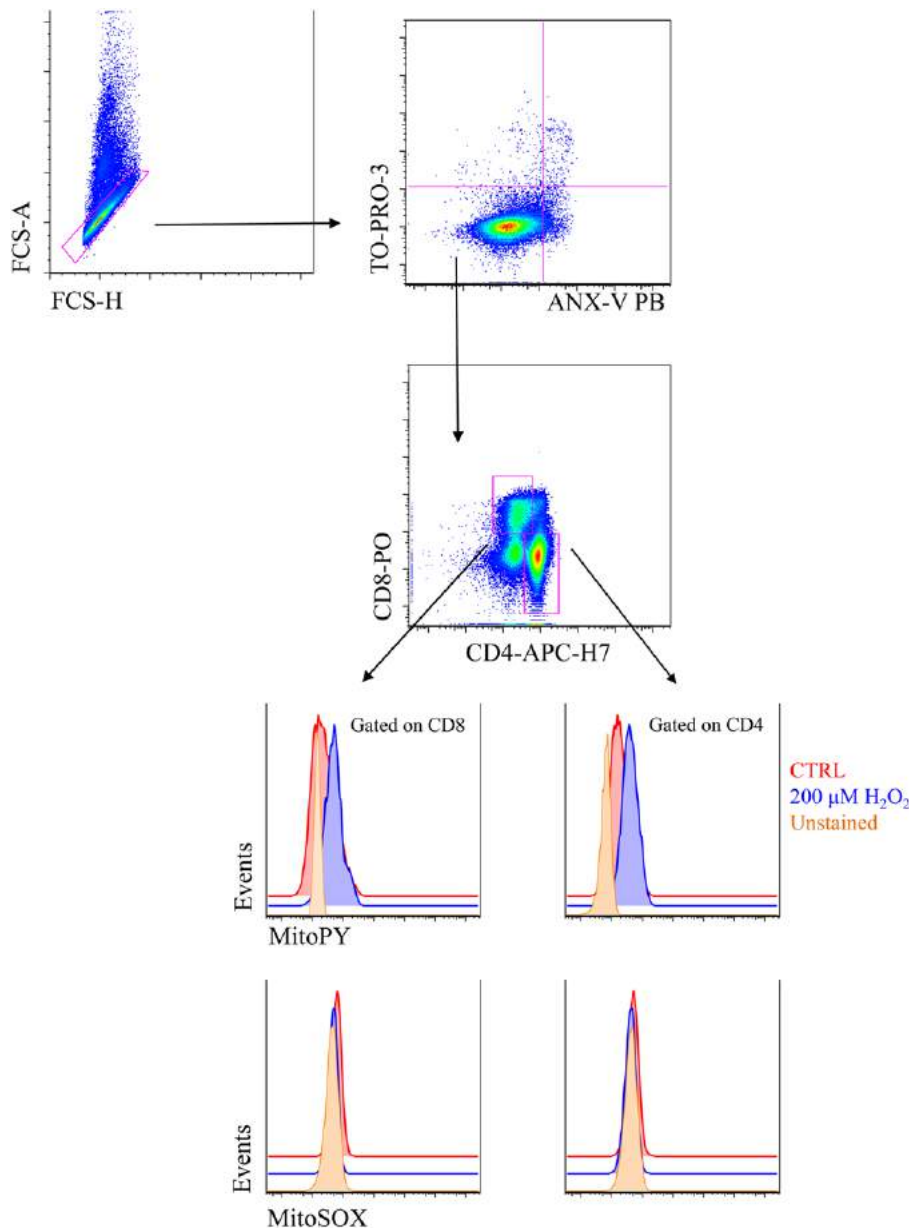 FCS-A
FCS-H
TO-PRO-3
ANX-V PB
CD8-PO
CD4-APC-H7
Gated on CD8
Gated on CD4
CTRL
200 μM H₂O₂
Unstained
Events
MitoPY
Events
MitoSOX